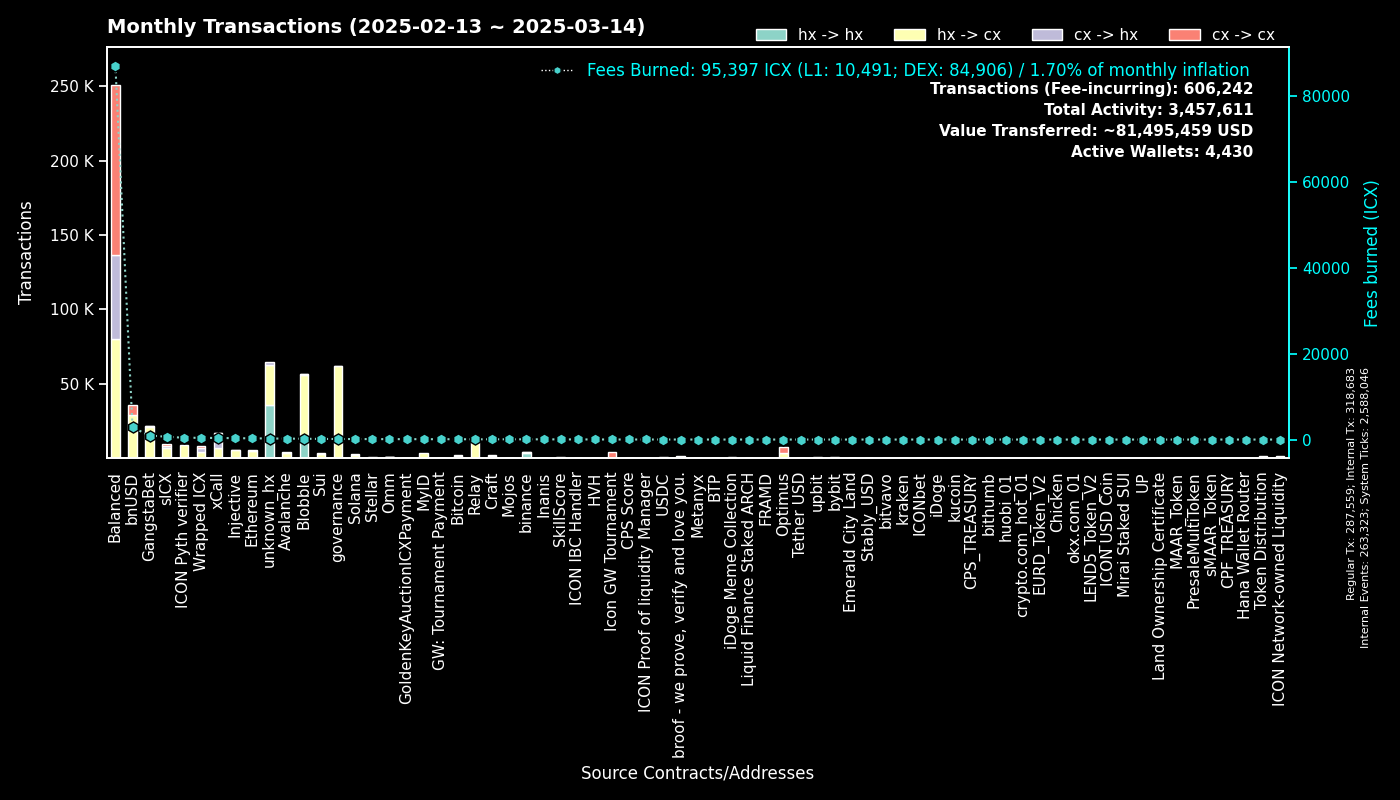 Monthly Transactions (2025-02-13 ~ 2025-03-14)
hx -> hx
hx -> cx
cx -> hx
cx -> cx
Fees Burned: 95,397 ICX (L1: 10,491; DEX: 84,906) / 1.70% of monthly inflation
Transactions (Fee-incurring): 606,242
Total Activity: 3,457,611
Value Transferred: ~81,495,459 USD
Active Wallets: 4,430
Transactions
250 K
200 K
150 K
100 K
50 K
80000
60000
40000
20000
0
Fees burned (ICX)
Regular Tx: 287,559; Internal Tx: 318,683
Internal Events: 263,323; System Ticks: 2,588,046
Balanced
bnUSD
GangstaBet
sICX
ICON Pyth verifier
Wrapped ICX
xCall
Injective
Ethereum
unknown_hx
Avalanche
Blobble
Sui
governance
Solana
Stellar
Omm
GoldenKeyAuctionICXPayment
MyID
GW: Tournament Payment
Bitcoin
Relay
Craft
Mojos
binance
Inanis
SkillScore
ICON IBC Handler
HVH
Icon GW Tournament
CPS Score
ICON Proof of liquidity Manager
USDC
broof - we prove, verify and love you.
Metanyx
BTP
iDoge Meme Collection
Liquid Finance Staked ARCH
FRAMD
Optimus
Tether USD
upbit
bybit
Emerald City Land
Stably_USD
bitvavo
kraken
ICONbet
iDoge
kucoin
CPS_TREASURY
bithumb
huobi_01
crypto.com_hot_01
EURD_Token_V2
Chicken
okx.com_01
LEND5_Token_V2
ICON_USD_Coin
Mirai Staked SUI
UP
Land Ownership Certificate
MAAR_Token
PresaleMultiToken
sMAAR_Token
CPF_TREASURY
Hana Wallet Router
Token Distribution
ICON Network-owned Liquidity
Source Contracts/Addresses